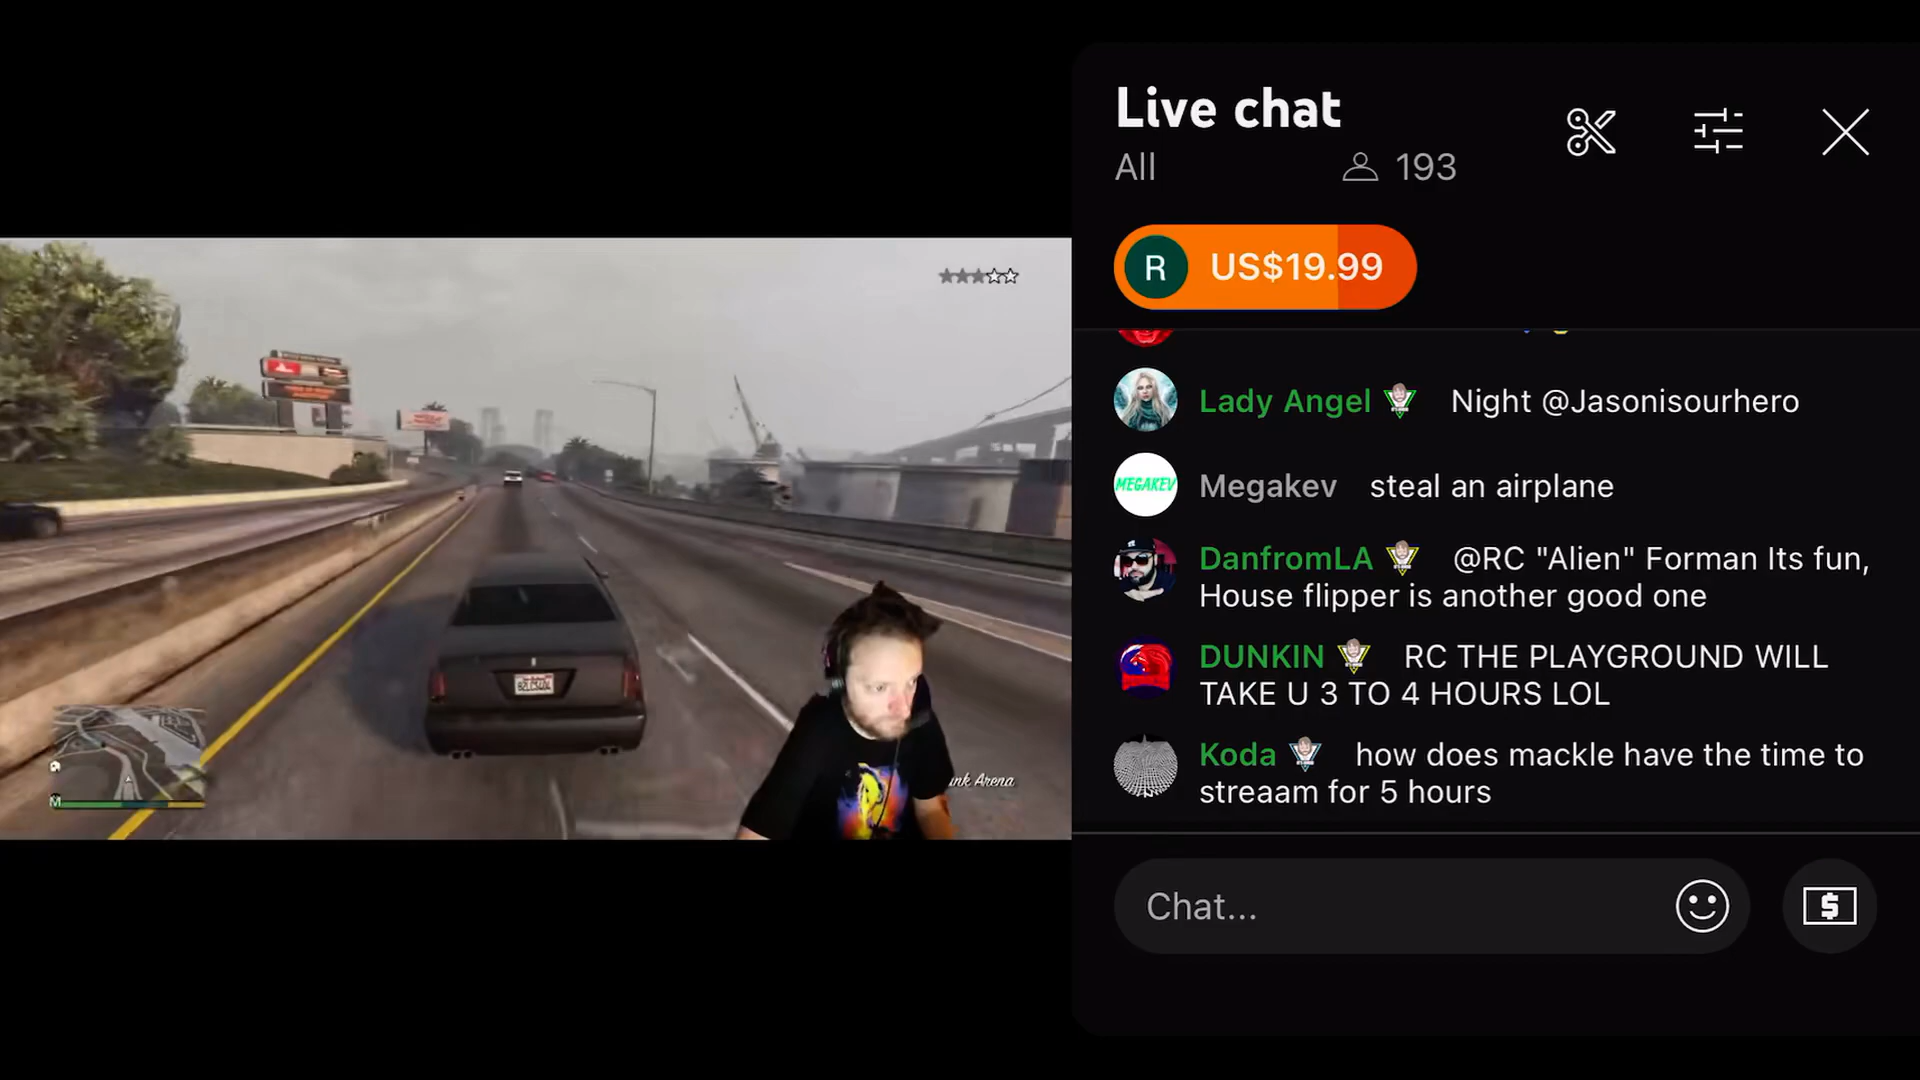 Live chat
All 193
R US$19.99
Lady Angel Night @Jasonisourhero
MEGAKEV
Megakev steal an airplane
DanfromLA @RC "Alien" Forman Its fun,
House flipper is another good one
DUNKIN RC THE PLAYGROUND WILL
TAKE U 3 TO 4 HOURS LOL
Koda how does mackle have the time to
streaam for 5 hours
Chat...
nk Arena